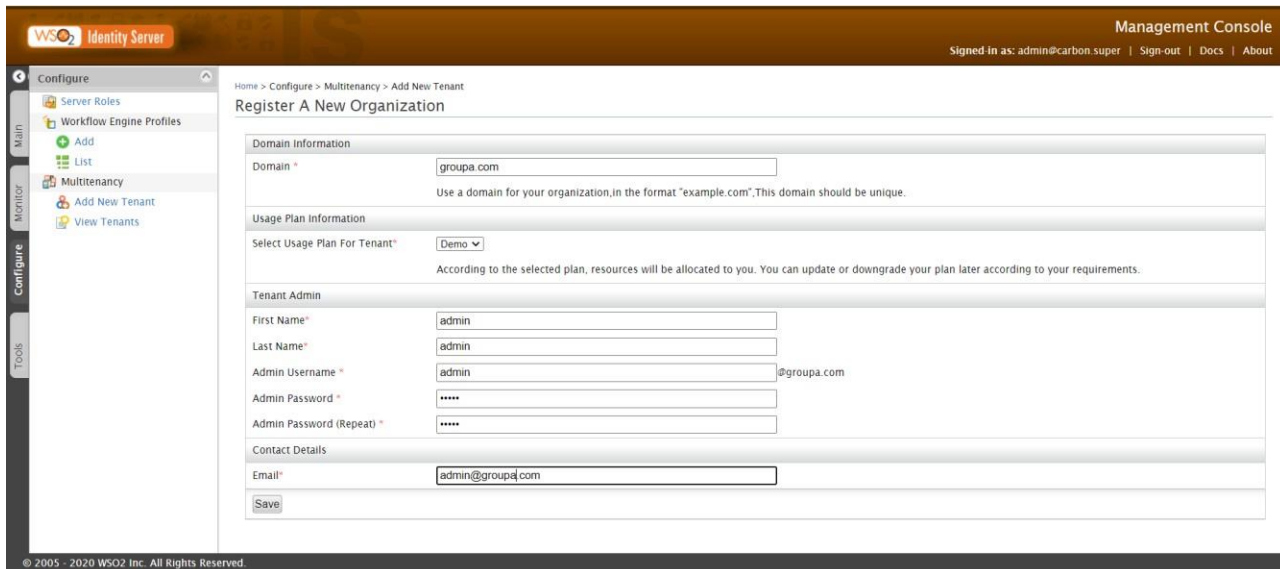 WSO2 Identity Server
Management Console
Signed-in as: admin@carbon.super | Sign-out | Docs | About
Main
Monitor
Configure
Tools
Configure
Server Roles
Workflow Engine Profiles
Add
List
Multitenancy
Add New Tenant
View Tenants
Home > Configure > Multitenancy > Add New Tenant
Register A New Organization
Domain Information
Domain * groupa.com
Use a domain for your organization,in the format "example.com",This domain should be unique.
Usage Plan Information
Select Usage Plan For Tenant* Demo
According to the selected plan, resources will be allocated to you. You can update or downgrade your plan later according to your requirements.
Tenant Admin
First Name* admin
Last Name* admin
Admin Username * admin @groupa.com
Admin Password * •••••
Admin Password (Repeat) * •••••
Contact Details
Email* admin@groupa.com
Save
© 2005 - 2020 WSO2 Inc. All Rights Reserved.